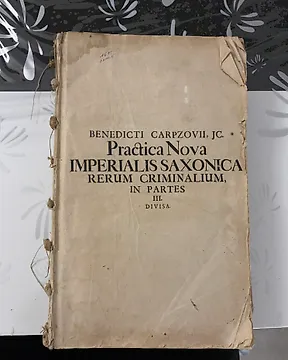 BENEDICTI CARPZOVII, JC.
Practica Nova
IMPERIALIS SAXONICA
RERUM CRIMINALIUM,
IN PARTES
III.
DIVISA.